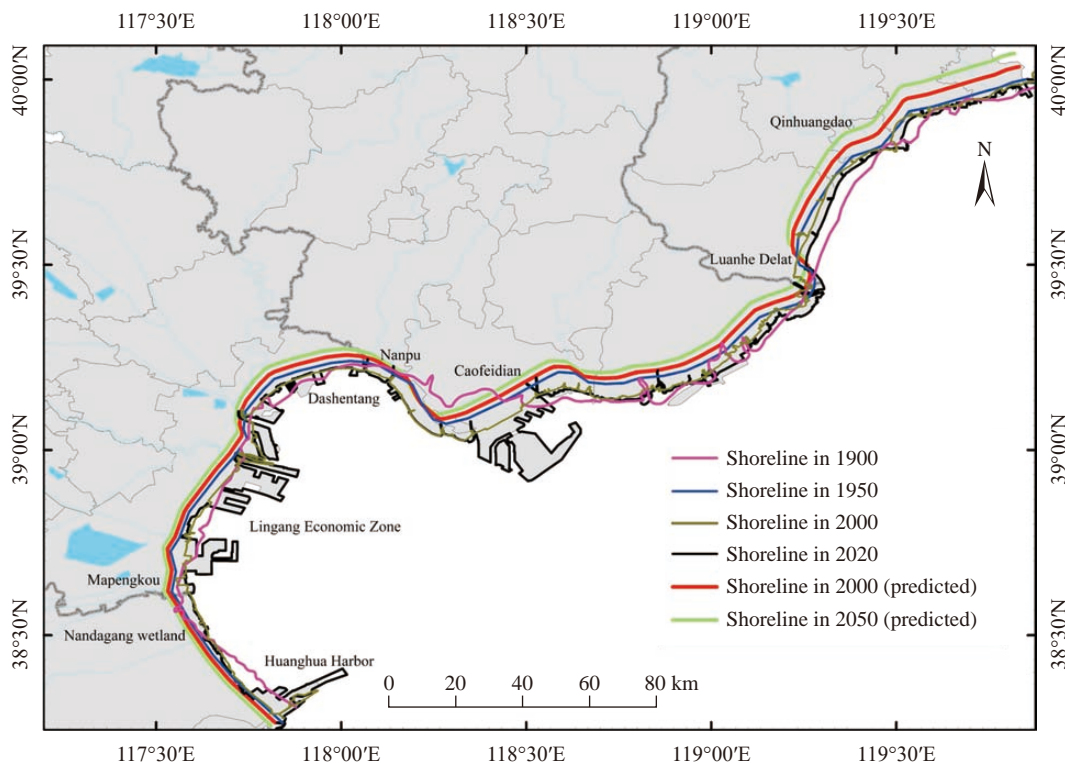 117°30′E 118°00′E 118°30′E 119°00′E 119°30′E
40°00′N
40°00′N
Qinhuangdao
N
39°30′N
Luanhe Delat
39°30′N
Nanpu
Caofeidian
Dashentang
39°00′N
39°00′N
Shoreline in 1900
Shoreline in 1950
Shoreline in 2000
Lingang Economic Zone
Shoreline in 2020
Mapengkou
Shoreline in 2000 (predicted)
Shoreline in 2050 (predicted)
38°30′N
Nandagang wetland
38°30′N
Huanghua Harbor
0 20 40 60 80 km
117°30′E 118°00′E 118°30′E 119°00′E 119°30′E